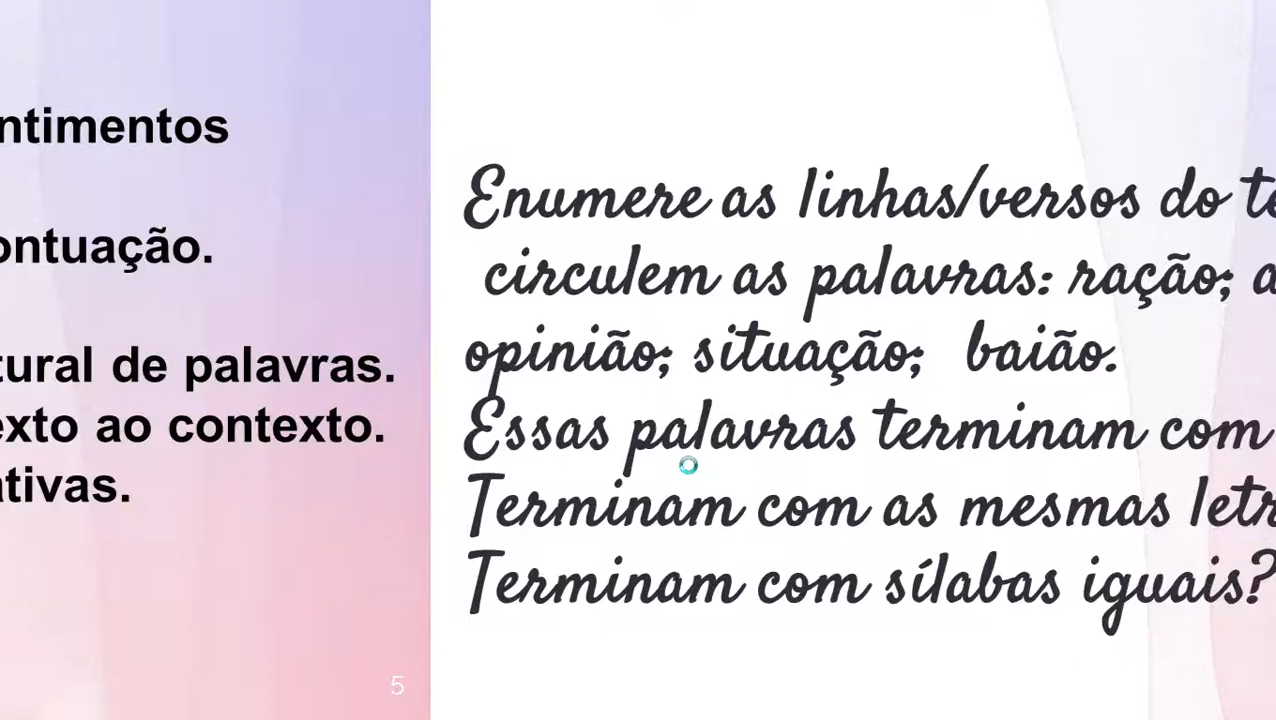 ntimentos
ontuação.
tural de palavras.
exto ao contexto.
ativas.
5
Enumere as linhas/versos do te
circulem as palavras: ração; a
opinião; situação; baião.
Essas palavras terminam com
Terminam com as mesmas letr
Terminam com sílabas iguais?